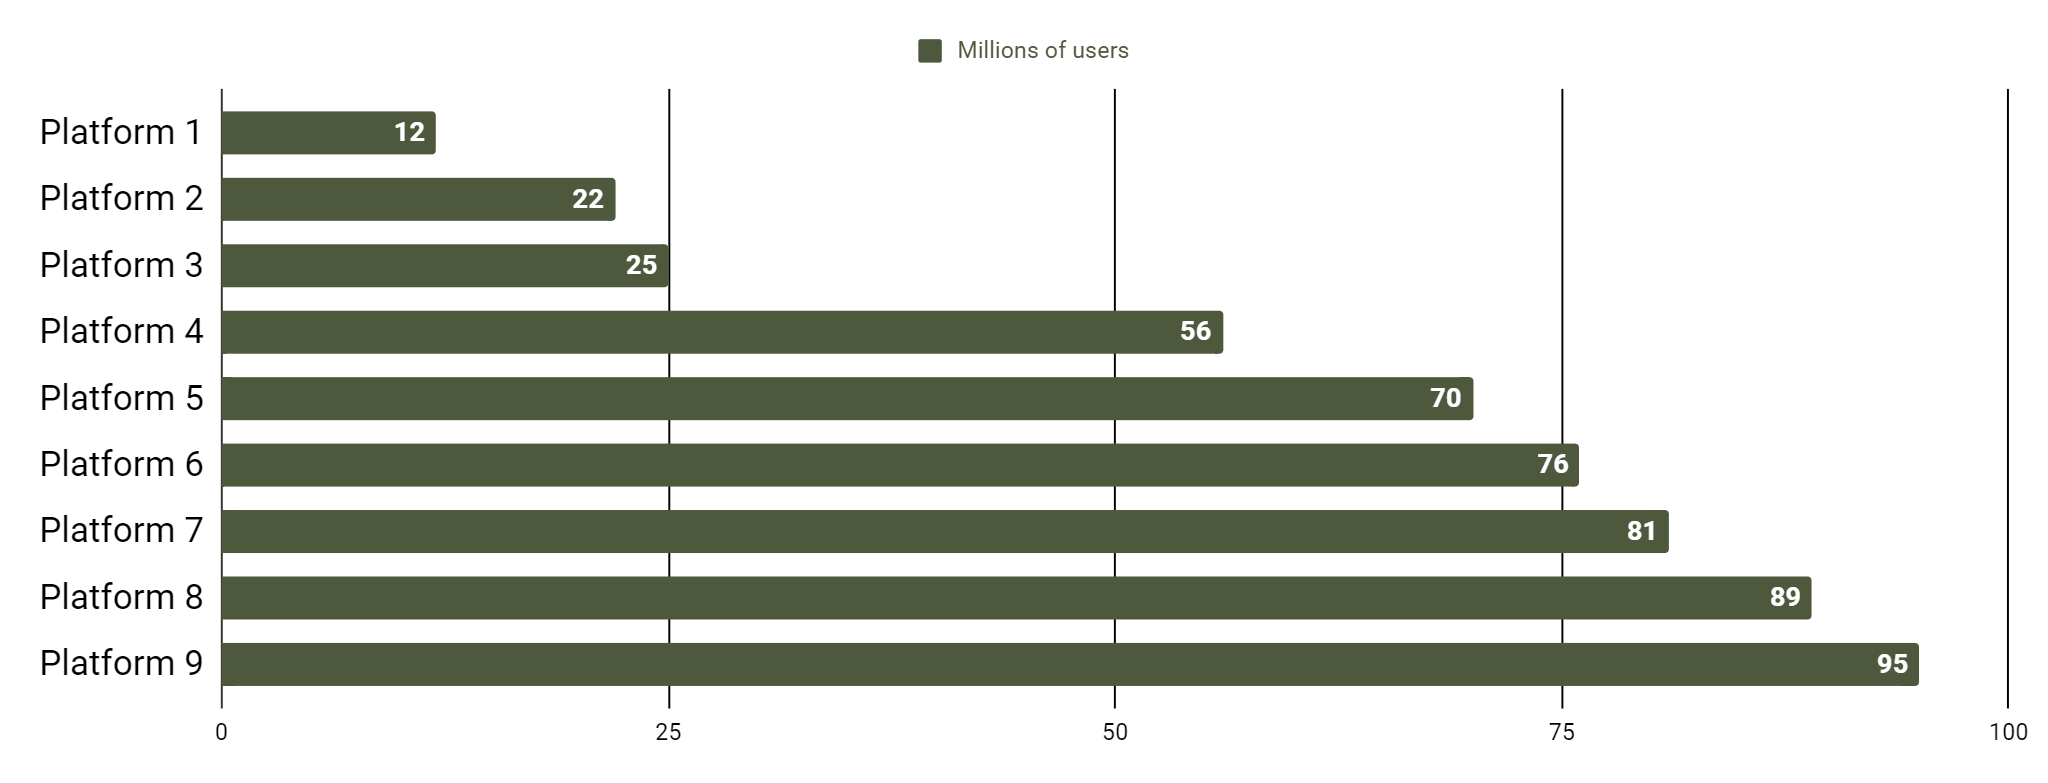 Millions of users
Platform 1 12
Platform 2 22
Platform 3 25
Platform 4 56
Platform 5 70
Platform 6 76
Platform 7 81
Platform 8 89
Platform 9 95
0 25 50 75 100